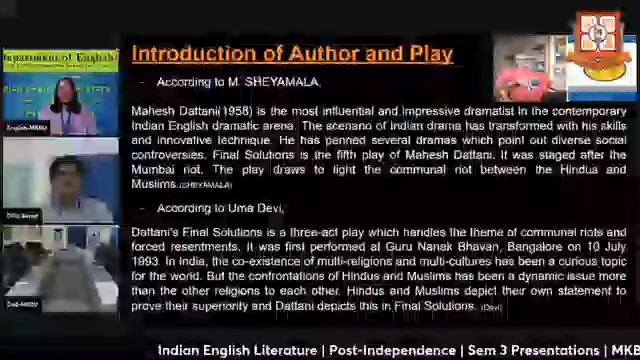 Introduction of Author and Play
- According to M. SHEYAMALA,
Mahesh Dattani(1958) is the most influential and impressive dramatist in the contemporary
Indian English dramatic arena. The scenario of Indian drama has transformed with his skills
and innovative technique. He has penned several dramas which point out diverse social
controversies. Final Solutions is the fifth play of Mahesh Dattani. It was staged after the
Mumbai riot. The play draws to light the communal riot between the Hindus and
Muslims.(SHEYAMALA)
- According to Uma Devi,
Dattani's Final Solutions is a three-act play which handles the theme of communal riots and
forced resentments. It was first performed at Guru Nanak Bhavan, Bangalore on 10 July
1993. In India, the co-existence of multi-religions and multi-cultures has been a curious topic
for the world. But the confrontations of Hindus and Muslims has been a dynamic issue more
than the other religions to each other. Hindus and Muslims depict their own statement to
prove their superiority and Dattani depicts this in Final Solutions. (Devi)
Department of English
English-MKBU
Indian English Literature | Post-Independence | Sem 3 Presentations | MKB